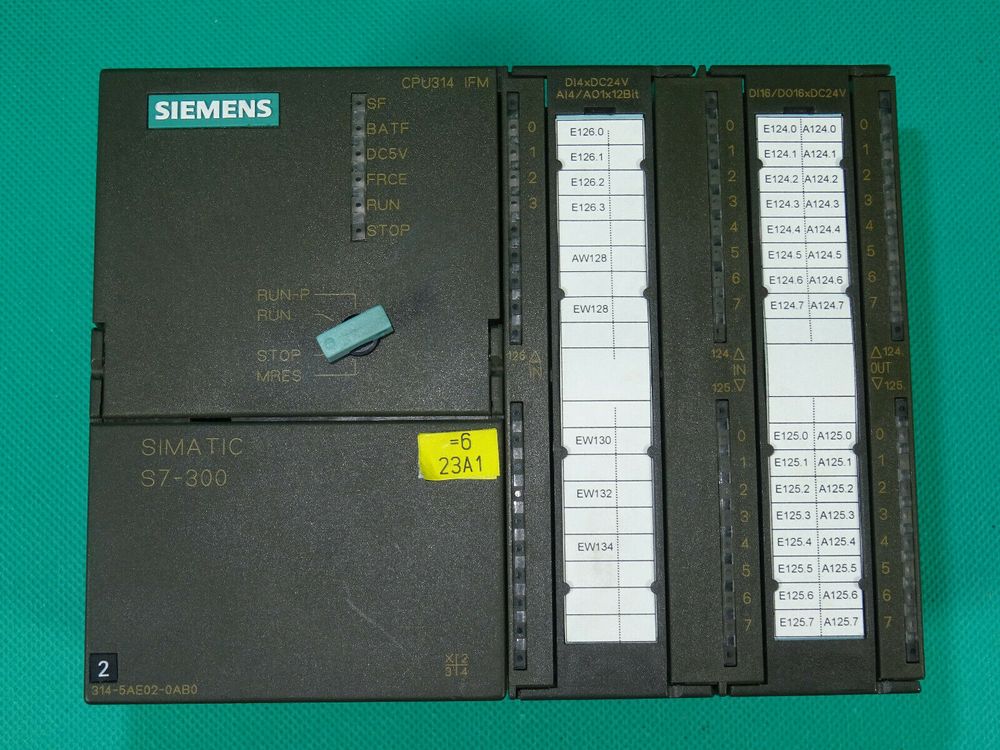 SIEMENS
CPU314 IFM
SF
BATF
DC5V
FRCE
RUN
STOP
RUN-P
RUN
STOP
MRES
SIMATIC
S7-300
=6
23A1
2
314-5AE02-0AB0
X 2
3 4
DI4xDC24V
AI4/AO1x12Bit
0
1
2
3
126.
IN
E126.0
E126.1
E126.2
E126.3
AW128
EW128
EW130
EW132
EW134
DI16/DO16xDC24V
0
1
2
3
4
5
6
7
124.
IN
125.
0
1
2
3
4
5
6
7
E124.0 A124.0
E124.1 A124.1
E124.2 A124.2
E124.3 A124.3
E124.4 A124.4
E124.5 A124.5
E124.6 A124.6
E124.7 A124.7
E125.0 A125.0
E125.1 A125.1
E125.2 A125.2
E125.3 A125.3
E125.4 A125.4
E125.5 A125.5
E125.6 A125.6
E125.7 A125.7
0
1
2
3
4
5
6
7
124.
OUT
125.
0
1
2
3
4
5
6
7